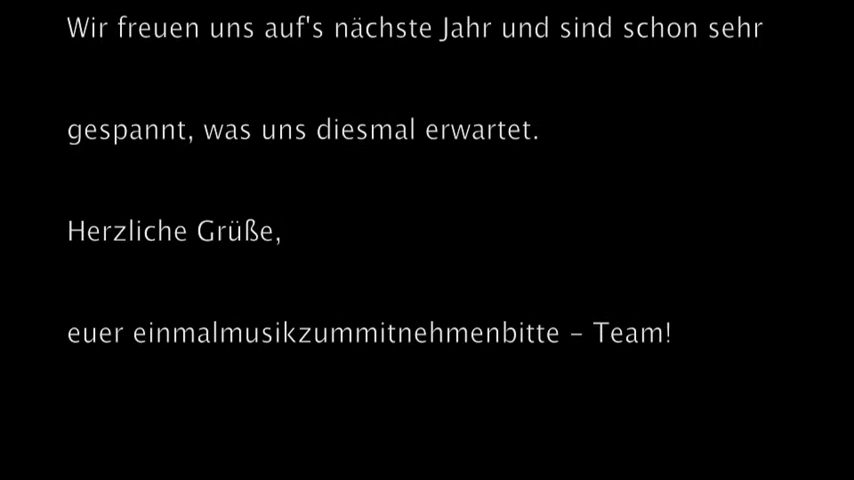 Wir freuen uns auf's nächste Jahr und sind schon sehr
gespannt, was uns diesmal erwartet.
Herzliche Grüße,
euer einmalmusikzummitnehmenbitte – Team!